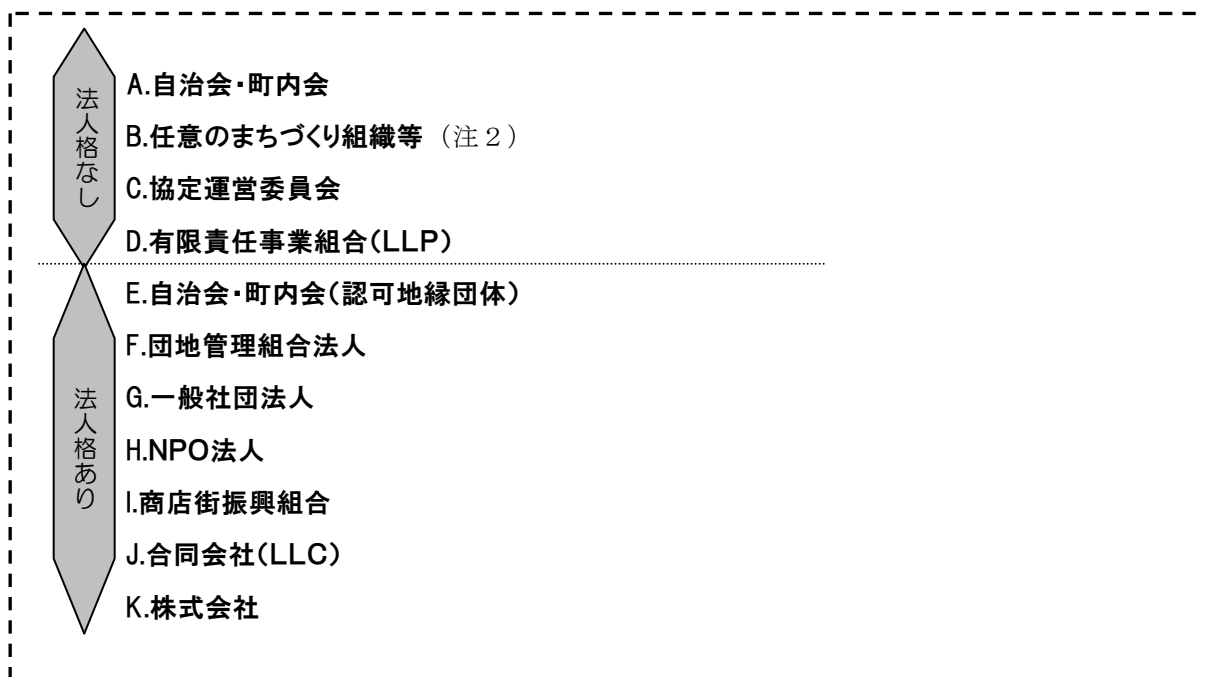 法人格なし
A.自治会・町内会
B.任意のまちづくり組織等（注２）
C.協定運営委員会
D.有限責任事業組合(LLP)
法人格あり
E.自治会・町内会(認可地縁団体)
F.団地管理組合法人
G.一般社団法人
H.NPO法人
I.商店街振興組合
J.合同会社(LLC)
K.株式会社